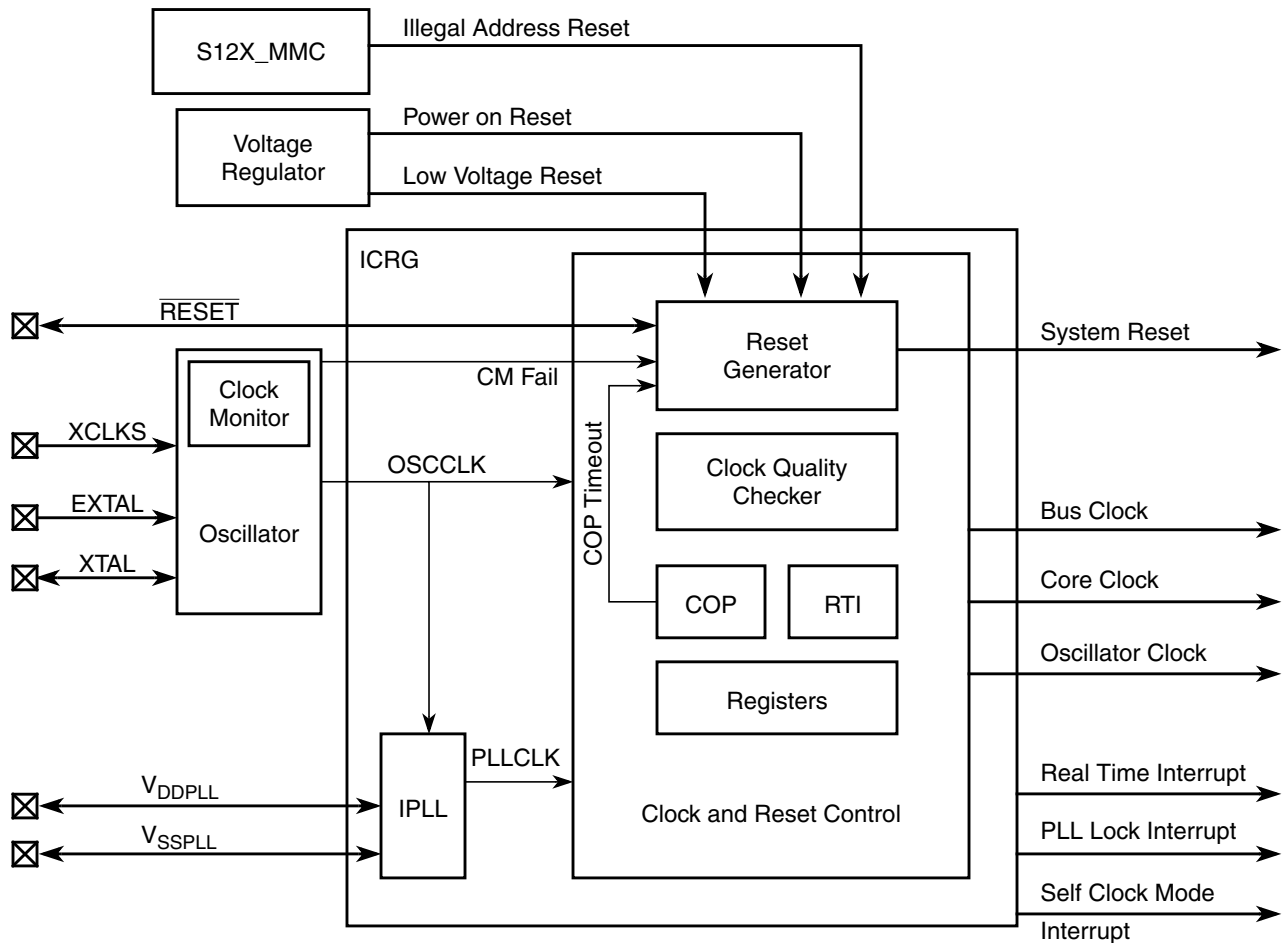 Illegal Address Reset
S12X_MMC
Power on Reset
Voltage
Regulator
Low Voltage Reset
ICRG
RESET
Reset
Generator
System Reset
CM Fail
Clock
Monitor
XCLKS
COP Timeout
Clock Quality
Checker
OSCCLK
EXTAL
Oscillator
Bus Clock
XTAL
COP
RTI
Core Clock
Oscillator Clock
Registers
PLLCLK
Real Time Interrupt
VDDPLL
IPLL
Clock and Reset Control
VSSPLL
PLL Lock Interrupt
Self Clock Mode
Interrupt